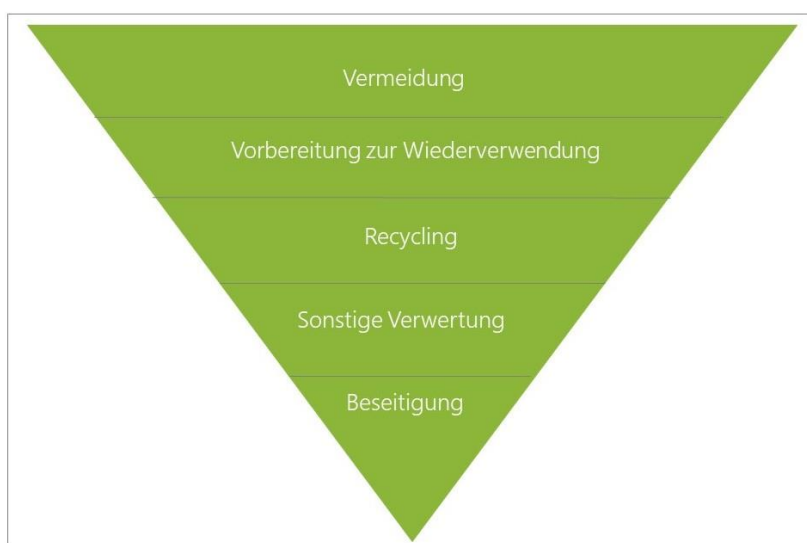 Vermeidung
Vorbereitung zur Wiederverwendung
Recycling
Sonstige Verwertung
Beseitigung